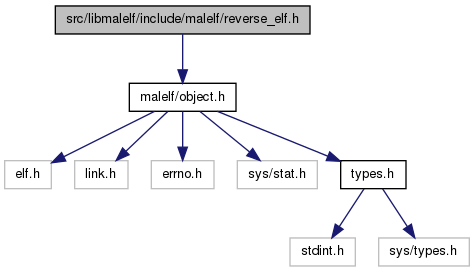 src/libmalelf/include/malelf/reverse_elf.h
malelf/object.h
elf.h
link.h
errno.h
sys/stat.h
types.h
stdint.h
sys/types.h